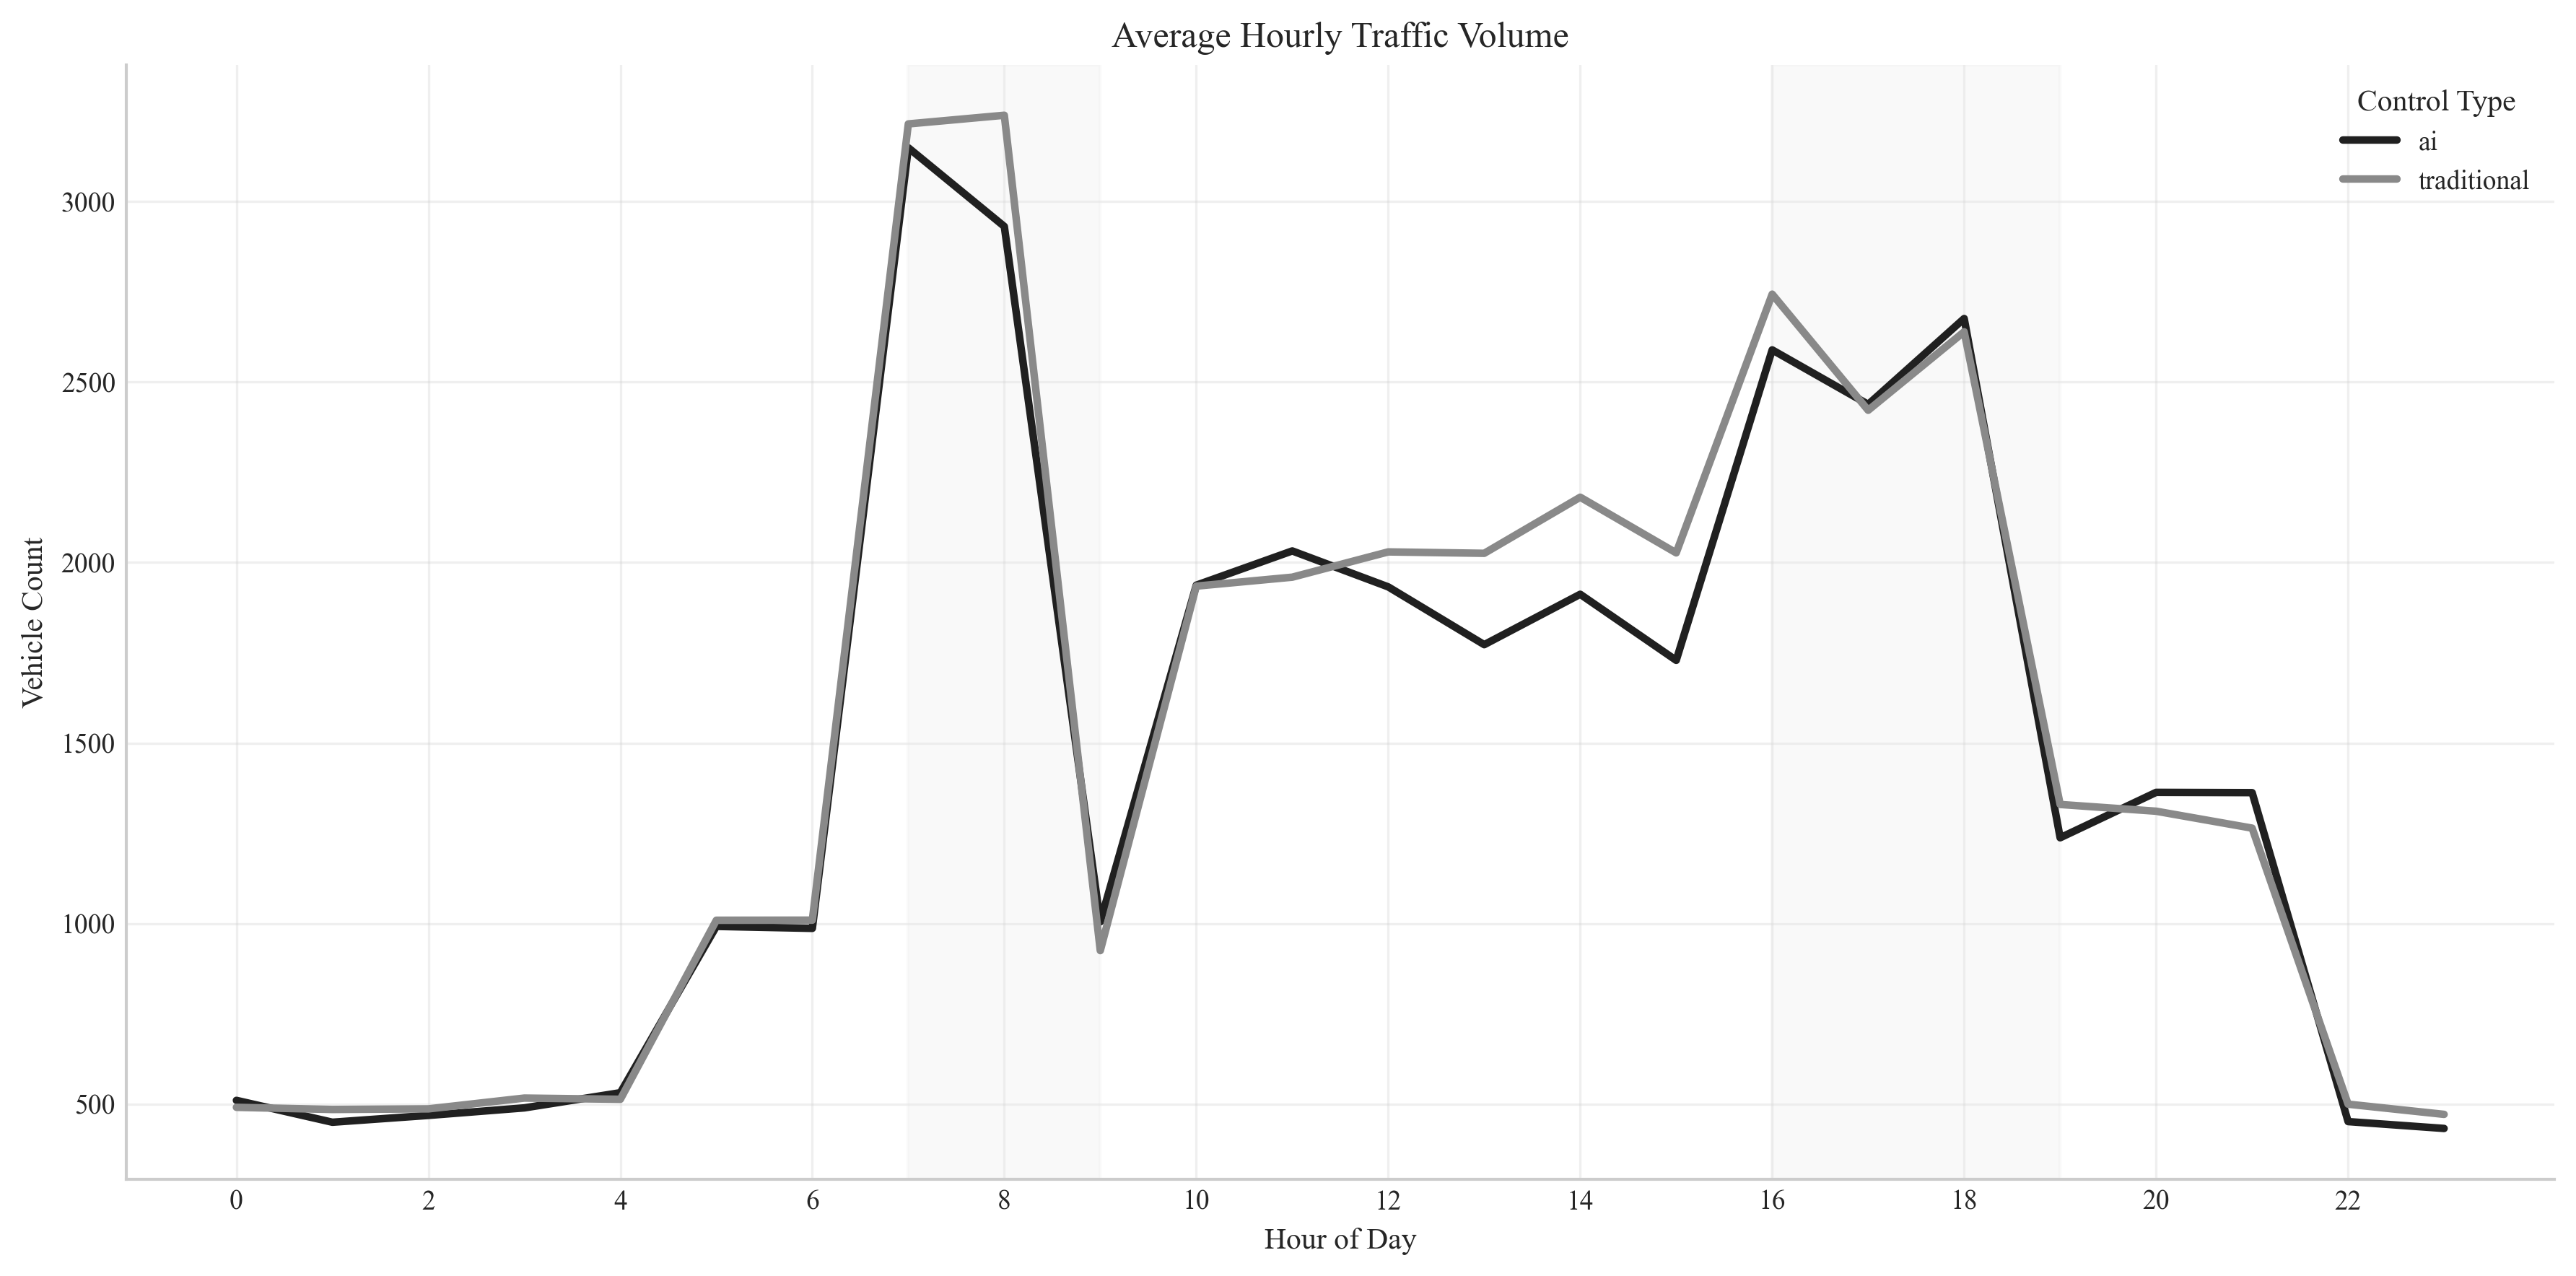 Average Hourly Traffic Volume
Control Type
ai
traditional
Vehicle Count
3000
2500
2000
1500
1000
500
0 2 4 6 8 10 12 14 16 18 20 22
Hour of Day